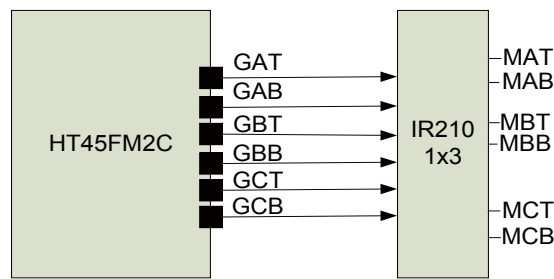 HT45FM2C
GAT
GAB
GBT
GBB
GCT
GCB
IR210
1x3
MAT
MAB
MBT
MBB
MCT
MCB